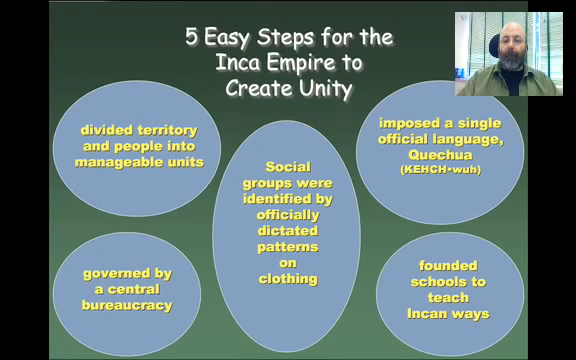 5 Easy Steps for the
Inca Empire to
Create Unity
divided territory
and people into
manageable units
imposed a single
official language,
Quechua
(KEHCH•wuh)
Social
groups were
identified by
officially
dictated
patterns
on
clothing
governed by
a central
bureaucracy
founded
schools to
teach
Incan ways